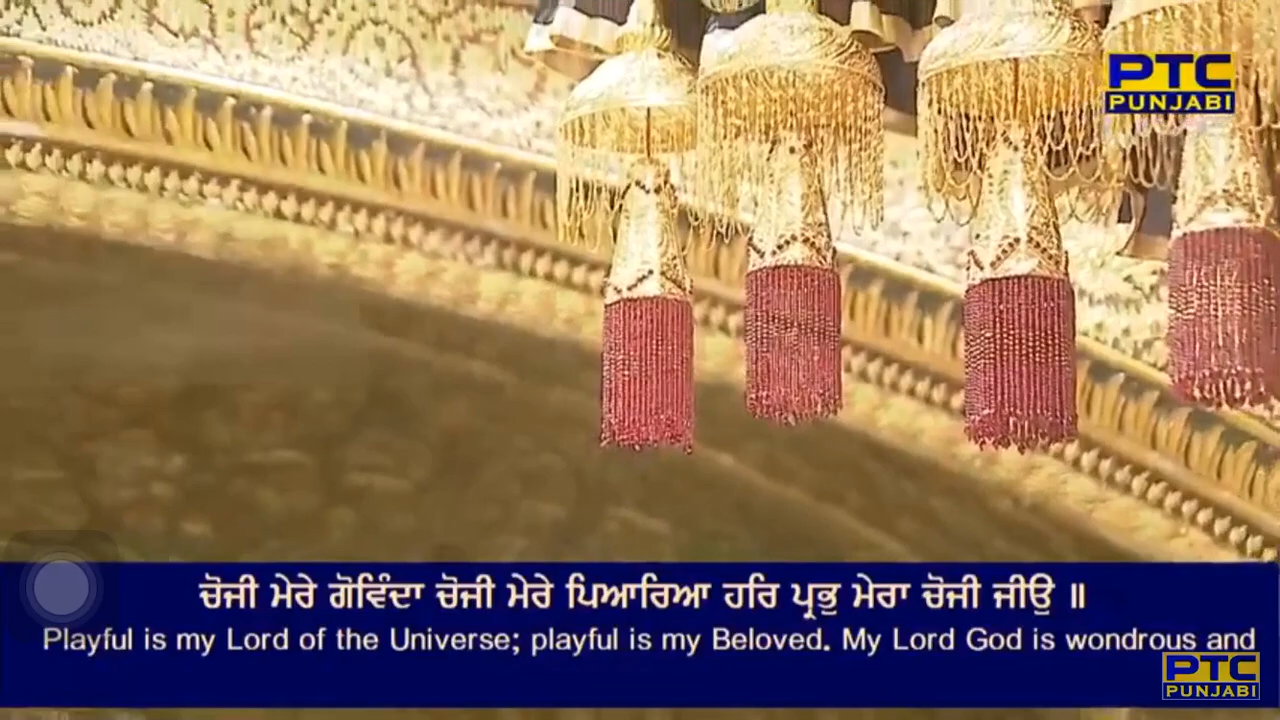 PTC
PUNJABI
ਚੋਜੀ ਮੇਰੇ ਗੋਵਿੰਦਾ ਚੋਜੀ ਮੇਰੇ ਪਿਆਰਿਆ ਹਰਿ ਪ੍ਰਭੁ ਮੇਰਾ ਚੋਜੀ ਜੀਉ ॥
Playful is my Lord of the Universe; playful is my Beloved. My Lord God is wondrous and
PTC
PUNJABI